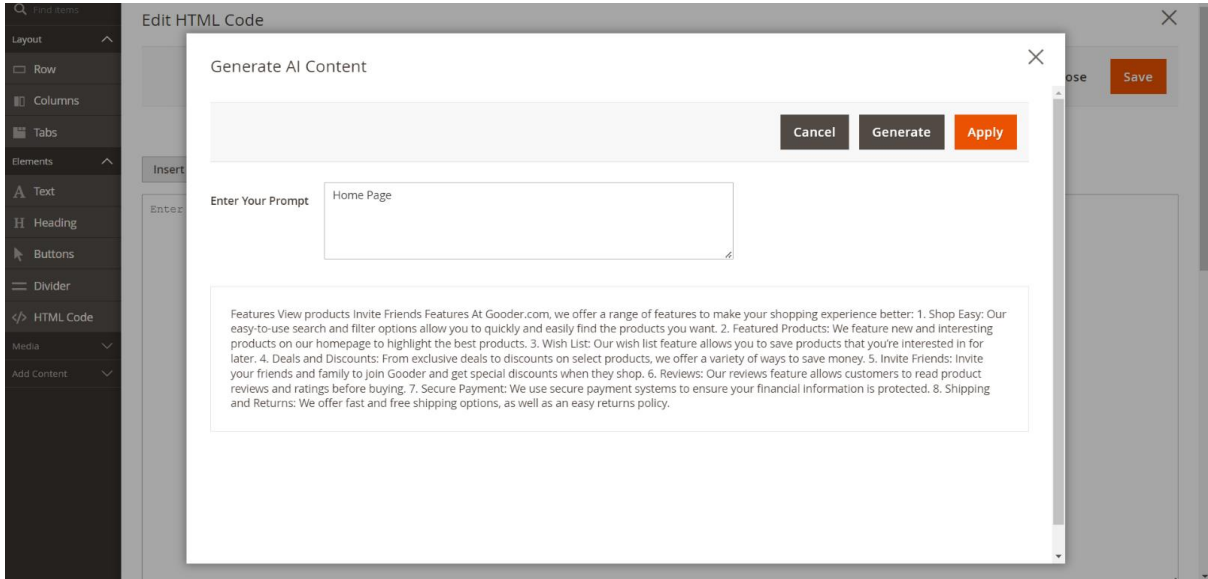 Find items
Edit HTML Code
Layout
Generate AI Content
Row
ose
Save
Columns
Cancel
Generate
Apply
Tabs
Elements
Insert
Text
Enter Your Prompt
Home Page
Enter
Heading
Buttons
Divider
HTML Code
Features View products Invite Friends Features At Gooder.com, we offer a range of features to make your shopping experience better: 1. Shop Easy: Our
easy-to-use search and filter options allow you to quickly and easily find the products you want. 2. Featured Products: We feature new and interesting
products on our homepage to highlight the best products. 3. Wish List: Our wish list feature allows you to save products that you're interested in for
later. 4. Deals and Discounts: From exclusive deals to discounts on select products, we offer a variety of ways to save money. 5. Invite Friends: Invite
your friends and family to join Gooder and get special discounts when they shop. 6. Reviews: Our reviews feature allows customers to read product
reviews and ratings before buying. 7. Secure Payment: We use secure payment systems to ensure your financial information is protected. 8. Shipping
and Returns: We offer fast and free shipping options, as well as an easy returns policy.
Media
Add Content